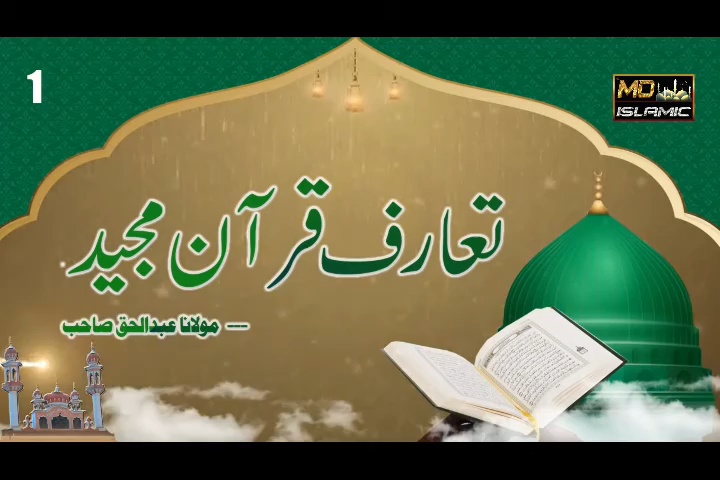 1
MD
ISLAMIC
تعارف قرآن مجید
--- مولانا عبدالحق صاحب